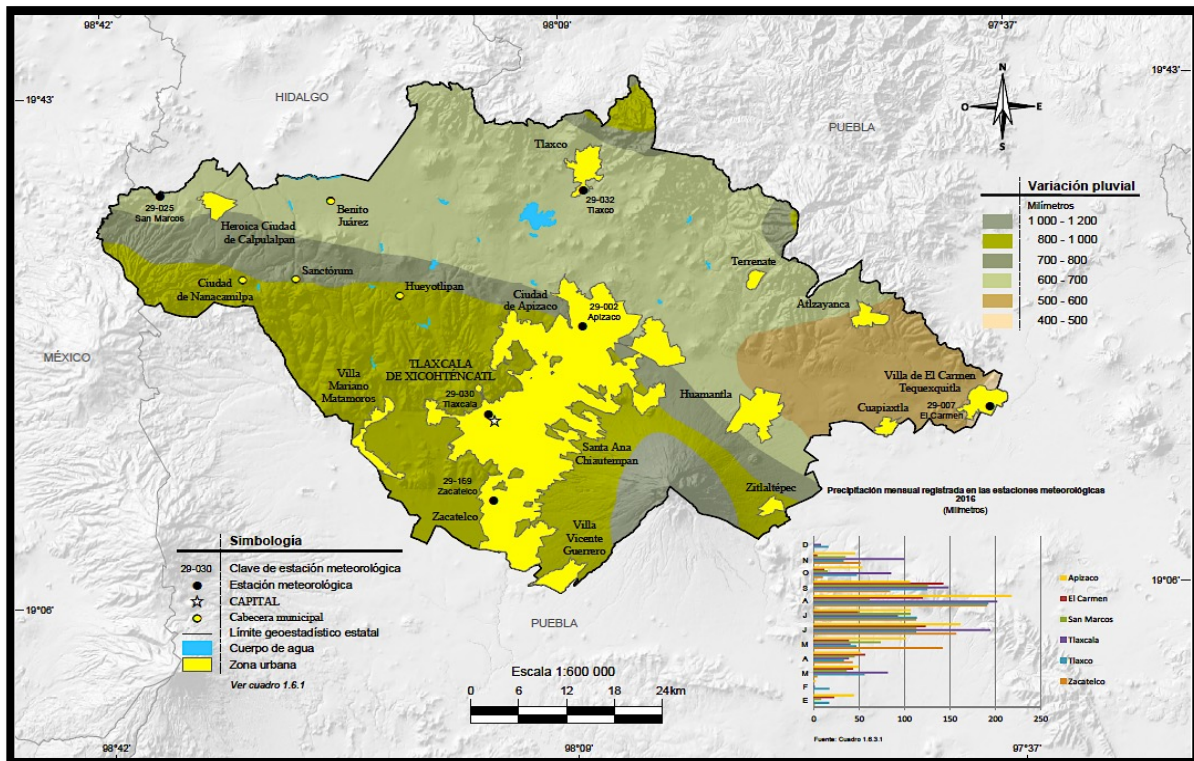 98°42'
98°09'
97°37'
19°43'
19°43'
HIDALGO
PUEBLA
N
O
E
S
Tlaxco
29-032
Tlaxco
29-025
San Marcos
Benito
Juárez
Heroica Ciudad
de Calpulalpan
Variación pluvial
Milímetros
1 000 - 1 200
800 - 1 000
700 - 800
600 - 700
500 - 600
400 - 500
Sanctórum
Terrenate
Ciudad
de Nanacamilpa
Hueyotlipan
Ciudad
de Apizaco
29-002
Apizaco
Atlzayanca
MÉXICO
TLAXCALA
DE XICOHTÉNCATL
Villa
Mariano
Matamoros
29-030
Tlaxcala
Huamantla
Villa de El Carmen
Tequexquitla
Cuapiaxtla
29-007
El Carmen
Santa Ana
Chiautempan
29-169
Zacatelco
Zacatelco
Zitlaltépec
Villa
Vicente
Guerrero
Simbología
29-030 Clave de estación meteorológica
Estación meteorológica
CAPITAL
Cabecera municipal
Límite geoestadístico estatal
Cuerpo de agua
Zona urbana
Ver cuadro 1.6.1
PUEBLA
Escala 1:600 000
0 6 12 18 24km
Precipitación mensual registrada en las estaciones meteorológicas
2016
(Milímetros)
D
N
O
S
A
J
J
M
A
M
F
E
0 50 100 150 200 250
Apizaco
El Carmen
San Marcos
Tlaxcala
Tlaxco
Zacatelco
Fuente: Cuadro 1.6.3.1
19°06'
19°06'
98°42'
98°09'
97°37'